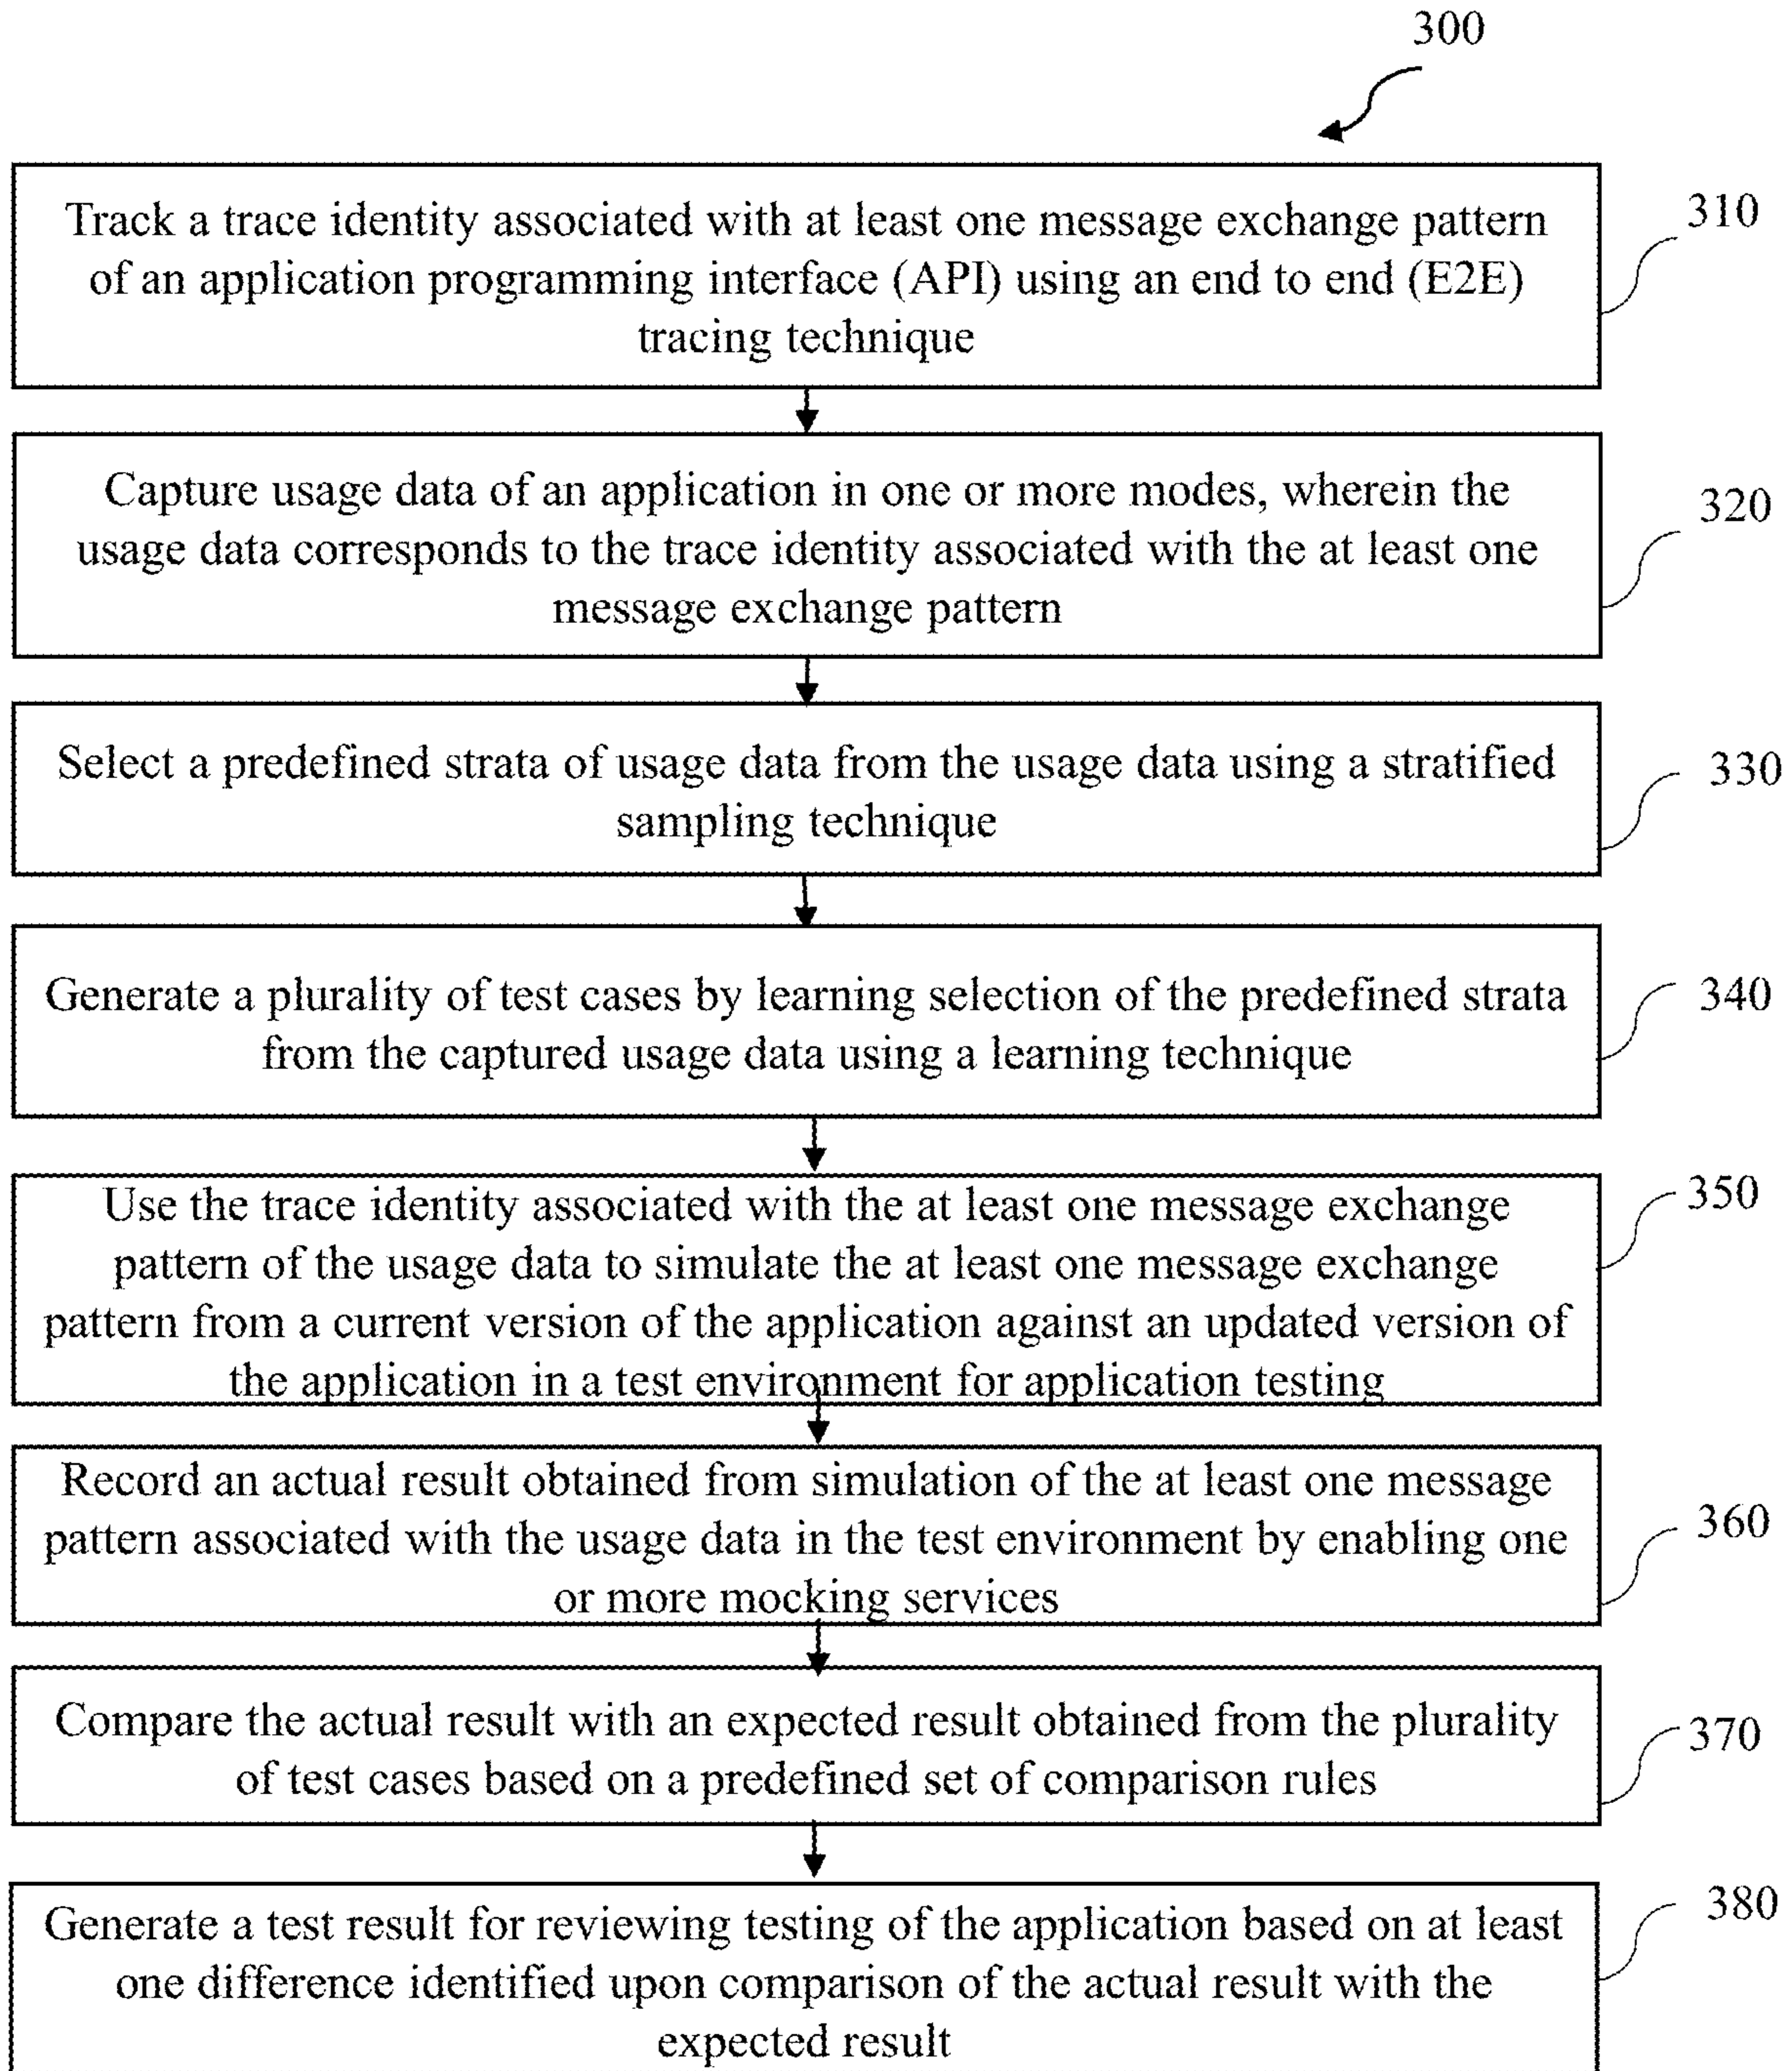 300
Track a trace identity associated with at least one message exchange pattern
of an application programming interface (API) using an end to end (E2E)
tracing technique
310
Capture usage data of an application in one or more modes, wherein the
usage data corresponds to the trace identity associated with the at least one
message exchange pattern
320
Select a predefined strata of usage data from the usage data using a stratified
sampling technique
330
Generate a plurality of test cases by learning selection of the predefined strata
from the captured usage data using a learning technique
340
Use the trace identity associated with the at least one message exchange
pattern of the usage data to simulate the at least one message exchange
pattern from a current version of the application against an updated version of
the application in a test environment for application testing
350
Record an actual result obtained from simulation of the at least one message
pattern associated with the usage data in the test environment by enabling one
or more mocking services
360
Compare the actual result with an expected result obtained from the plurality
of test cases based on a predefined set of comparison rules
370
Generate a test result for reviewing testing of the application based on at least
one difference identified upon comparison of the actual result with the
expected result
380